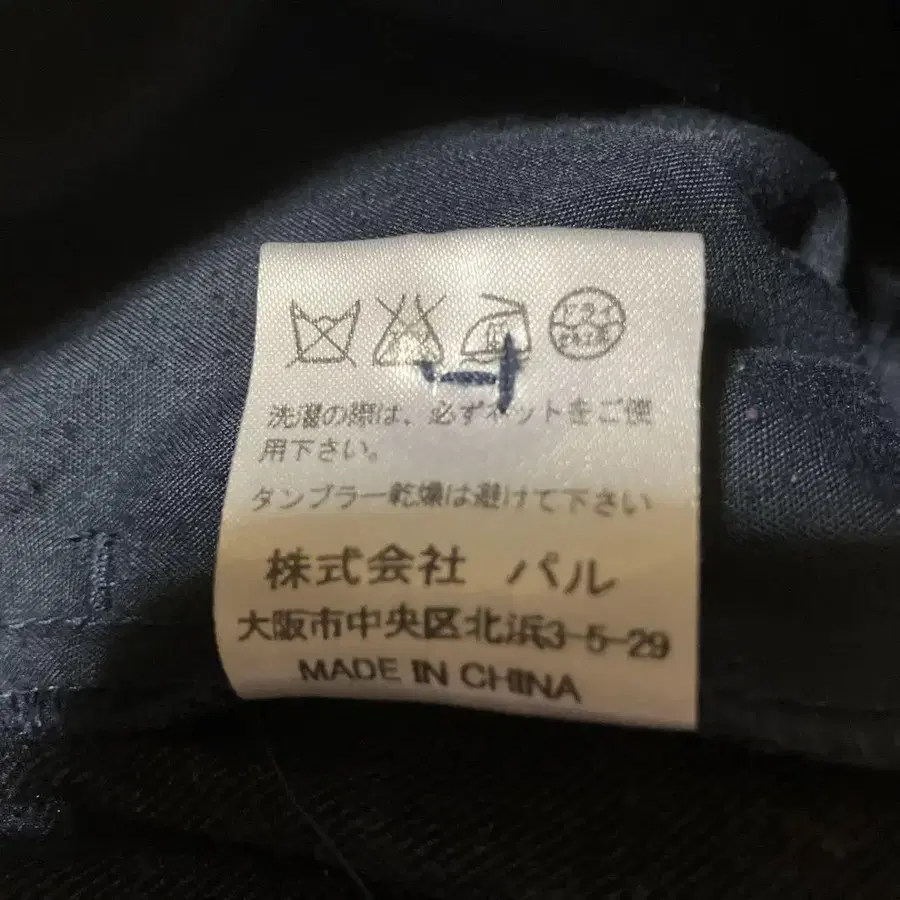 洗濯の際は、必ずネットをご使
用下さい。
タンブラー乾燥は避けて下さい
株式会社 パル
大阪市中央区北浜3-5-29
MADE IN CHINA